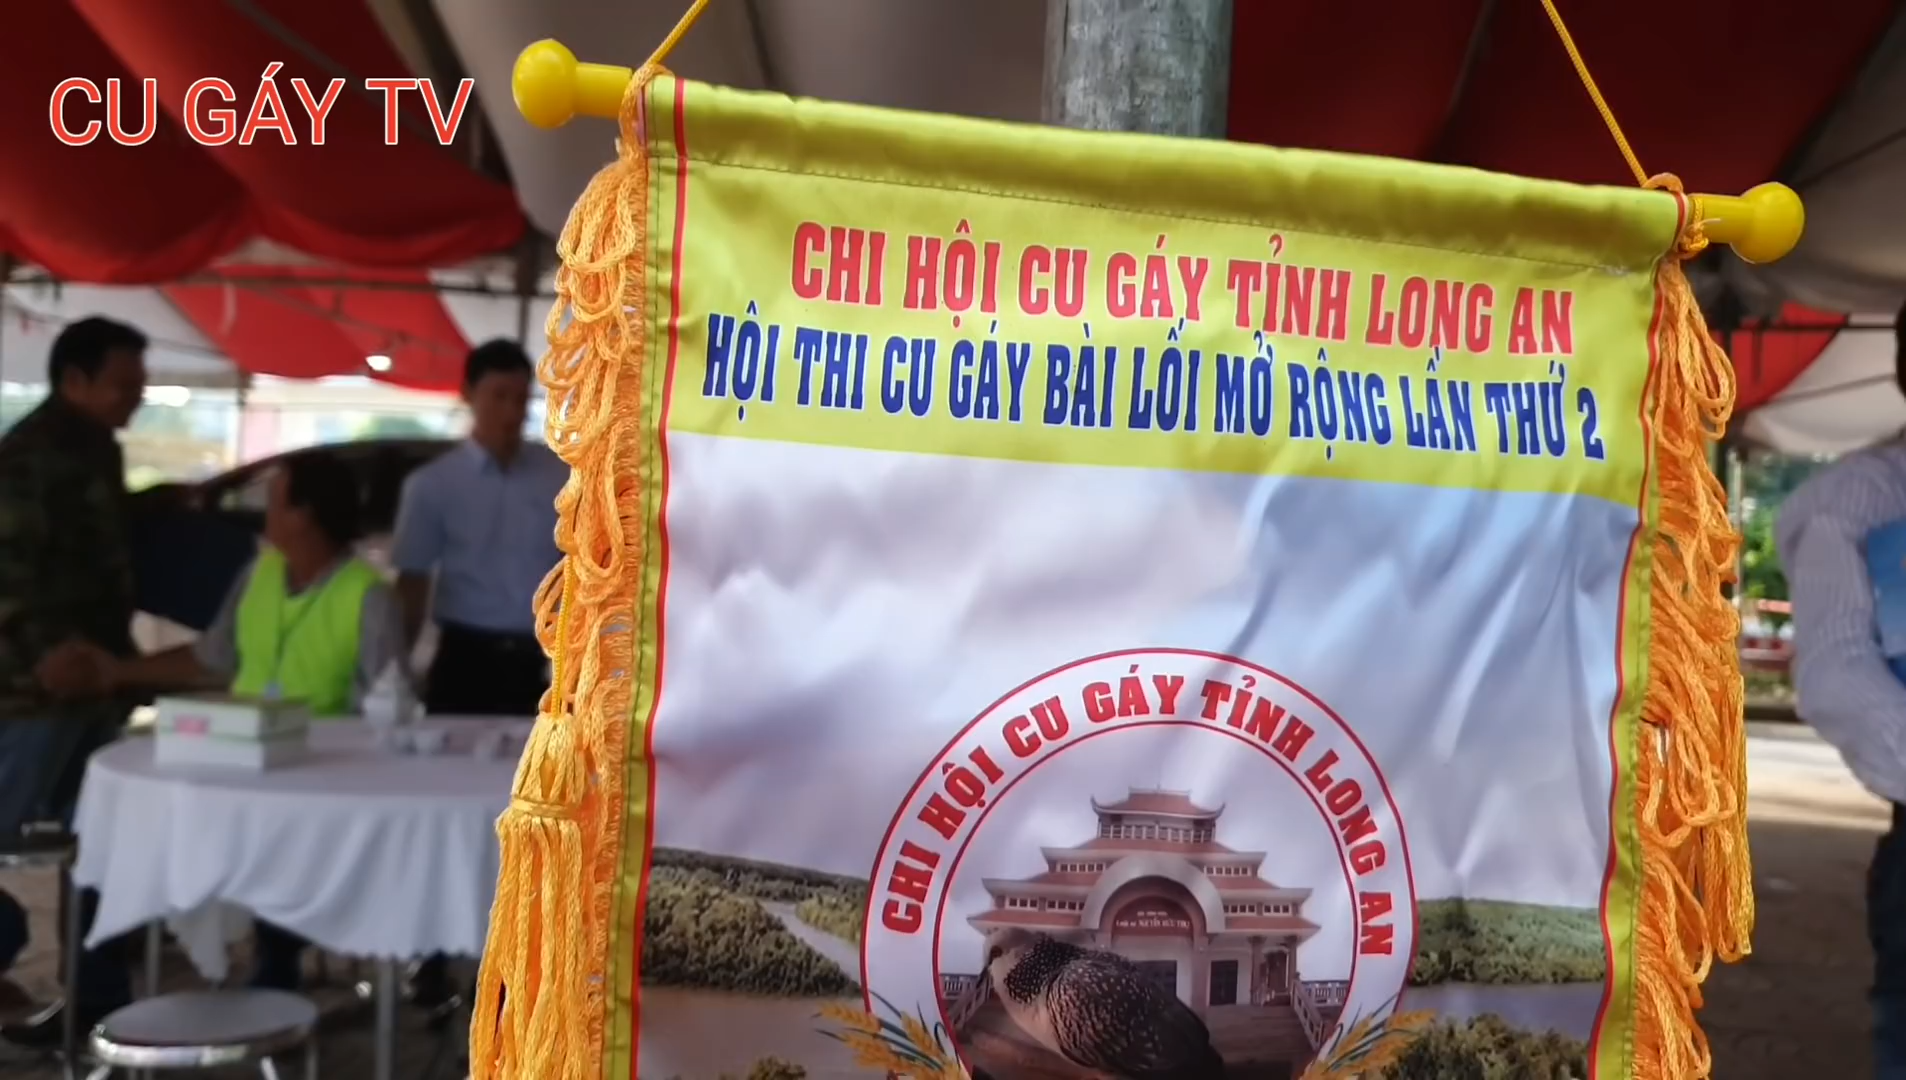 CU GÁY TV
CHI HỘI CU GÁY TỈNH LONG AN
HỘI THI CU GÁY BÀI LỐI MỞ RỘNG LẦN THỨ 2
CHI HỘI CU GÁY TỈNH LONG AN